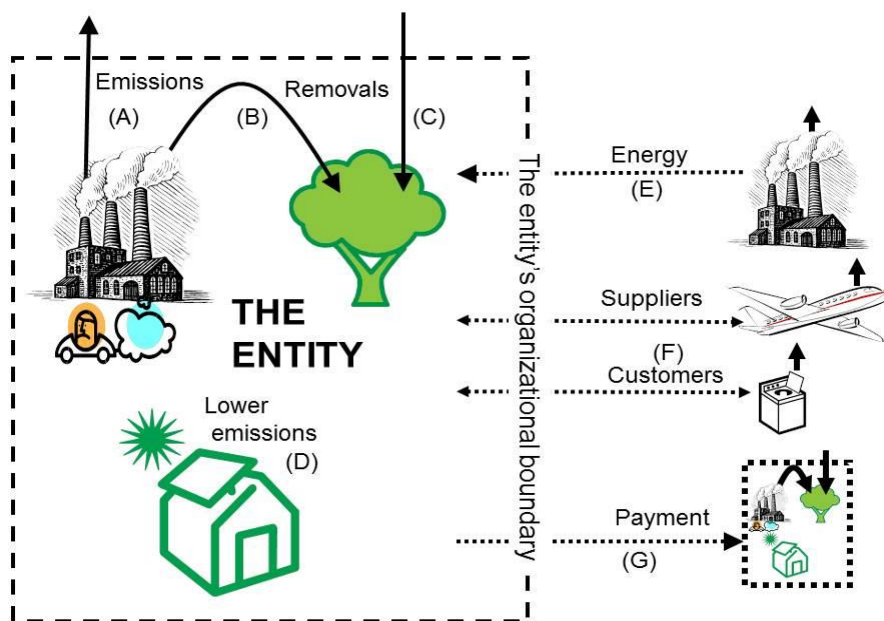 Emissions
(A)
(B)
Removals
(C)
THE
ENTITY
Lower
emissions
(D)
The entity's organizational boundary
Energy
(E)
Suppliers
(F)
Customers
Payment
(G)